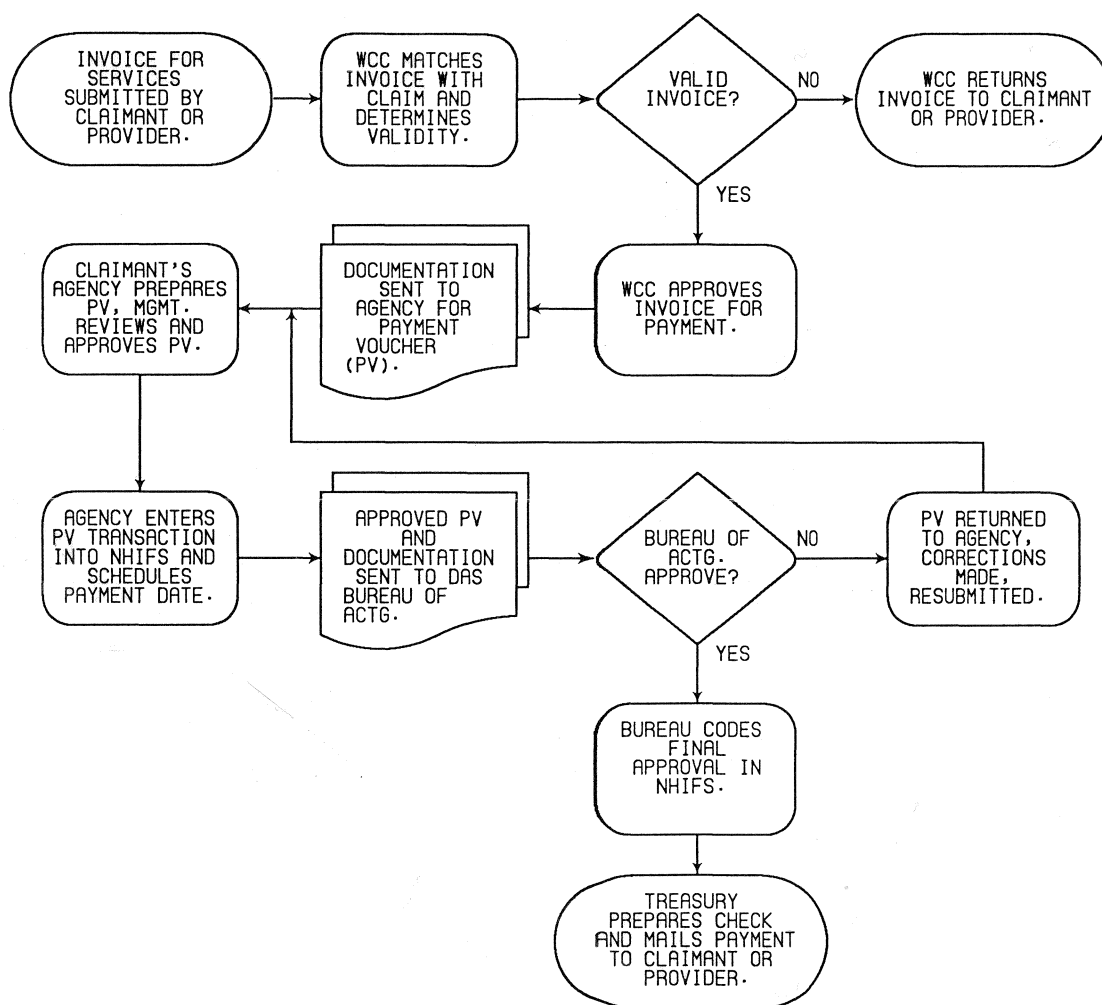 INVOICE FOR
SERVICES
SUBMITTED BY
CLAIMANT OR
PROVIDER.
WCC MATCHES
INVOICE WITH
CLAIM AND
DETERMINES
VALIDITY.
VALID
INVOICE?
NO
WCC RETURNS
INVOICE TO CLAIMANT
OR PROVIDER.
YES
CLAIMANT'S
AGENCY PREPARES
PV, MGMT.
REVIEWS AND
APPROVES PV.
DOCUMENTATION
SENT TO
AGENCY FOR
PAYMENT
VOUCHER
(PV).
WCC APPROVES
INVOICE FOR
PAYMENT.
AGENCY ENTERS
PV TRANSACTION
INTO NHIFS AND
SCHEDULES
PAYMENT DATE.
APPROVED PV
AND
DOCUMENTATION
SENT TO DAS
BUREAU OF
ACTG.
BUREAU OF
ACTG.
APPROVE?
NO
PV RETURNED
TO AGENCY,
CORRECTIONS
MADE,
RESUBMITTED.
YES
BUREAU CODES
FINAL
APPROVAL IN
NHIFS.
TREASURY
PREPARES CHECK
AND MAILS PAYMENT
TO CLAIMANT OR
PROVIDER.